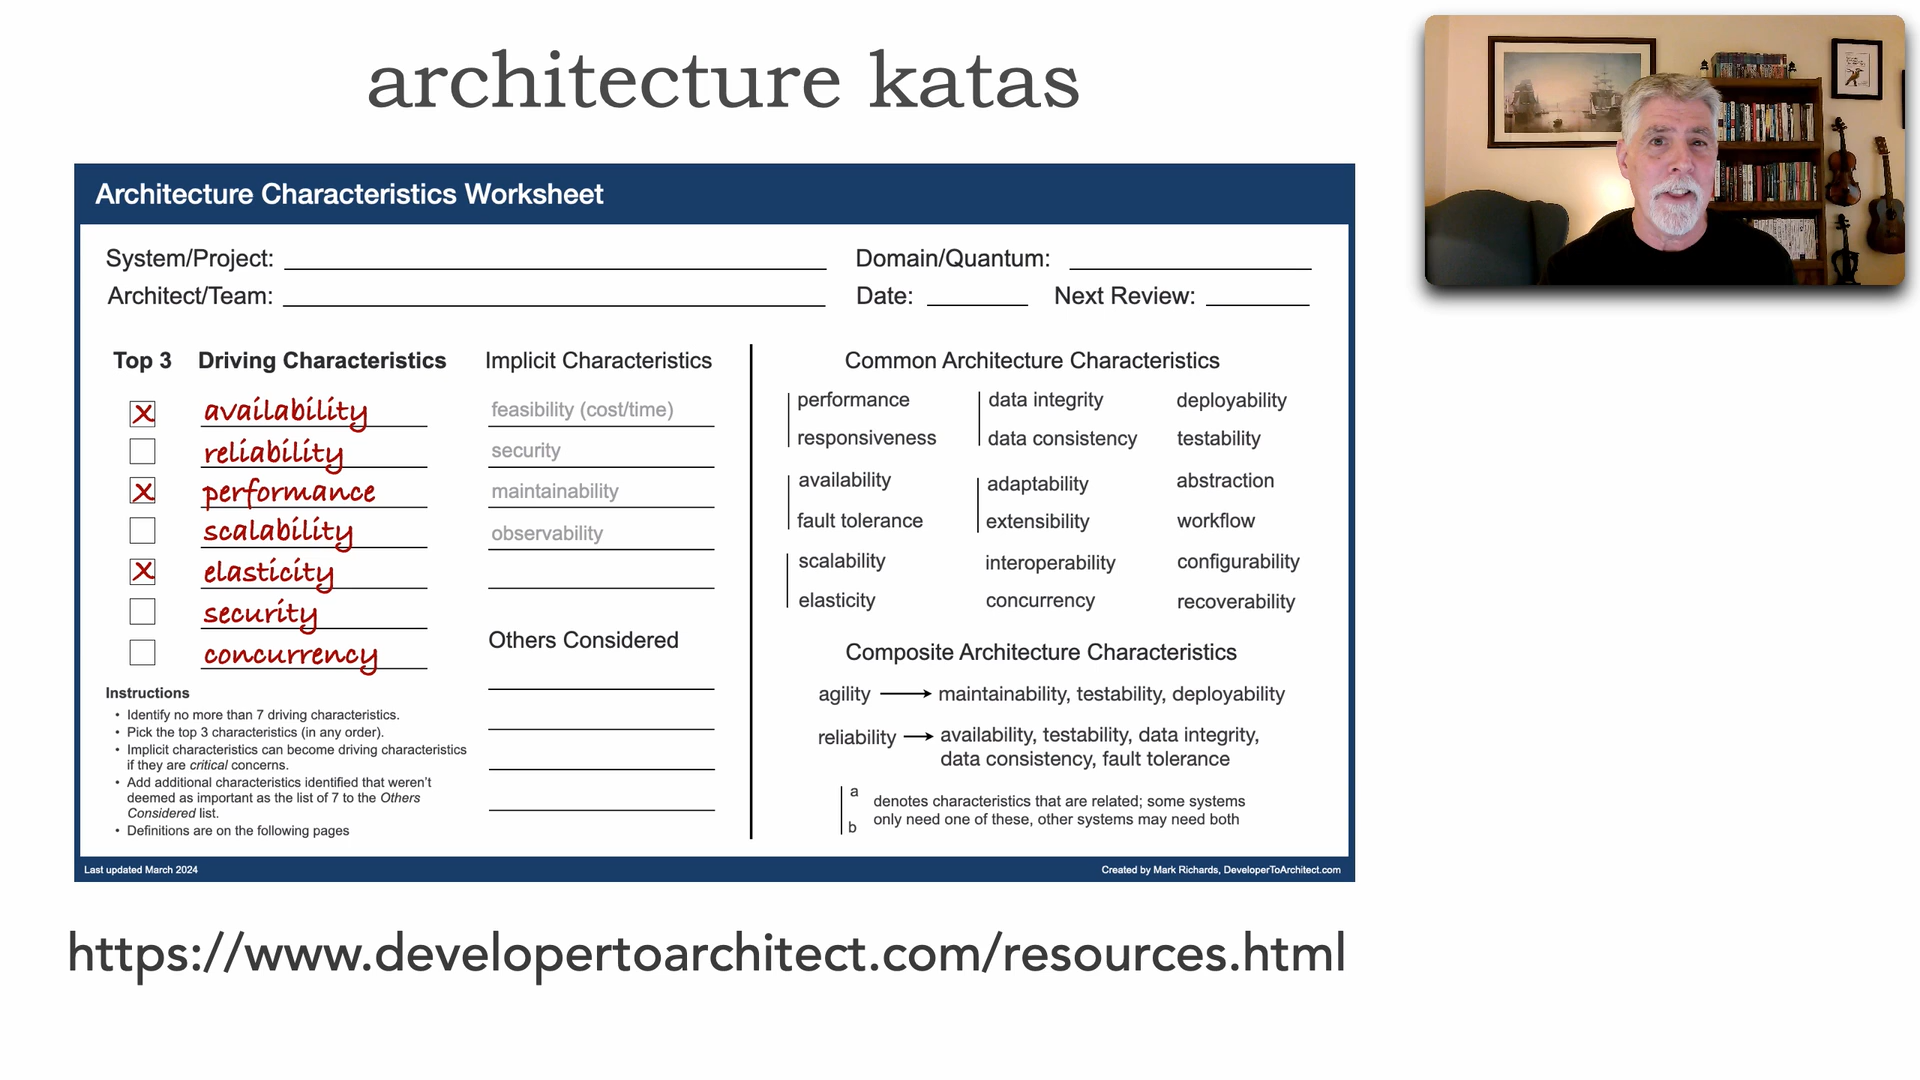 architecture katas
Architecture Characteristics Worksheet
System/Project:
Domain/Quantum:
Architect/Team:
Date:
Next Review:
Top 3
Driving Characteristics
X availability
reliability
X performance
scalability
X elasticity
security
concurrency
Instructions
• Identify no more than 7 driving characteristics.
• Pick the top 3 characteristics (in any order).
• Implicit characteristics can become driving characteristics
if they are critical concerns.
• Add additional characteristics identified that weren't
deemed as important as the list of 7 to the Others
Considered list.
• Definitions are on the following pages
Implicit Characteristics
feasibility (cost/time)
security
maintainability
observability
Others Considered
Common Architecture Characteristics
performance
responsiveness
availability
fault tolerance
scalability
elasticity
data integrity
data consistency
adaptability
extensibility
interoperability
concurrency
deployability
testability
abstraction
workflow
configurability
recoverability
Composite Architecture Characteristics
agility → maintainability, testability, deployability
reliability → availability, testability, data integrity,
data consistency, fault tolerance
a
b
denotes characteristics that are related; some systems
only need one of these, other systems may need both
Last updated March 2024
Created by Mark Richards, DeveloperToArchitect.com
https://www.developertoarchitect.com/resources.html